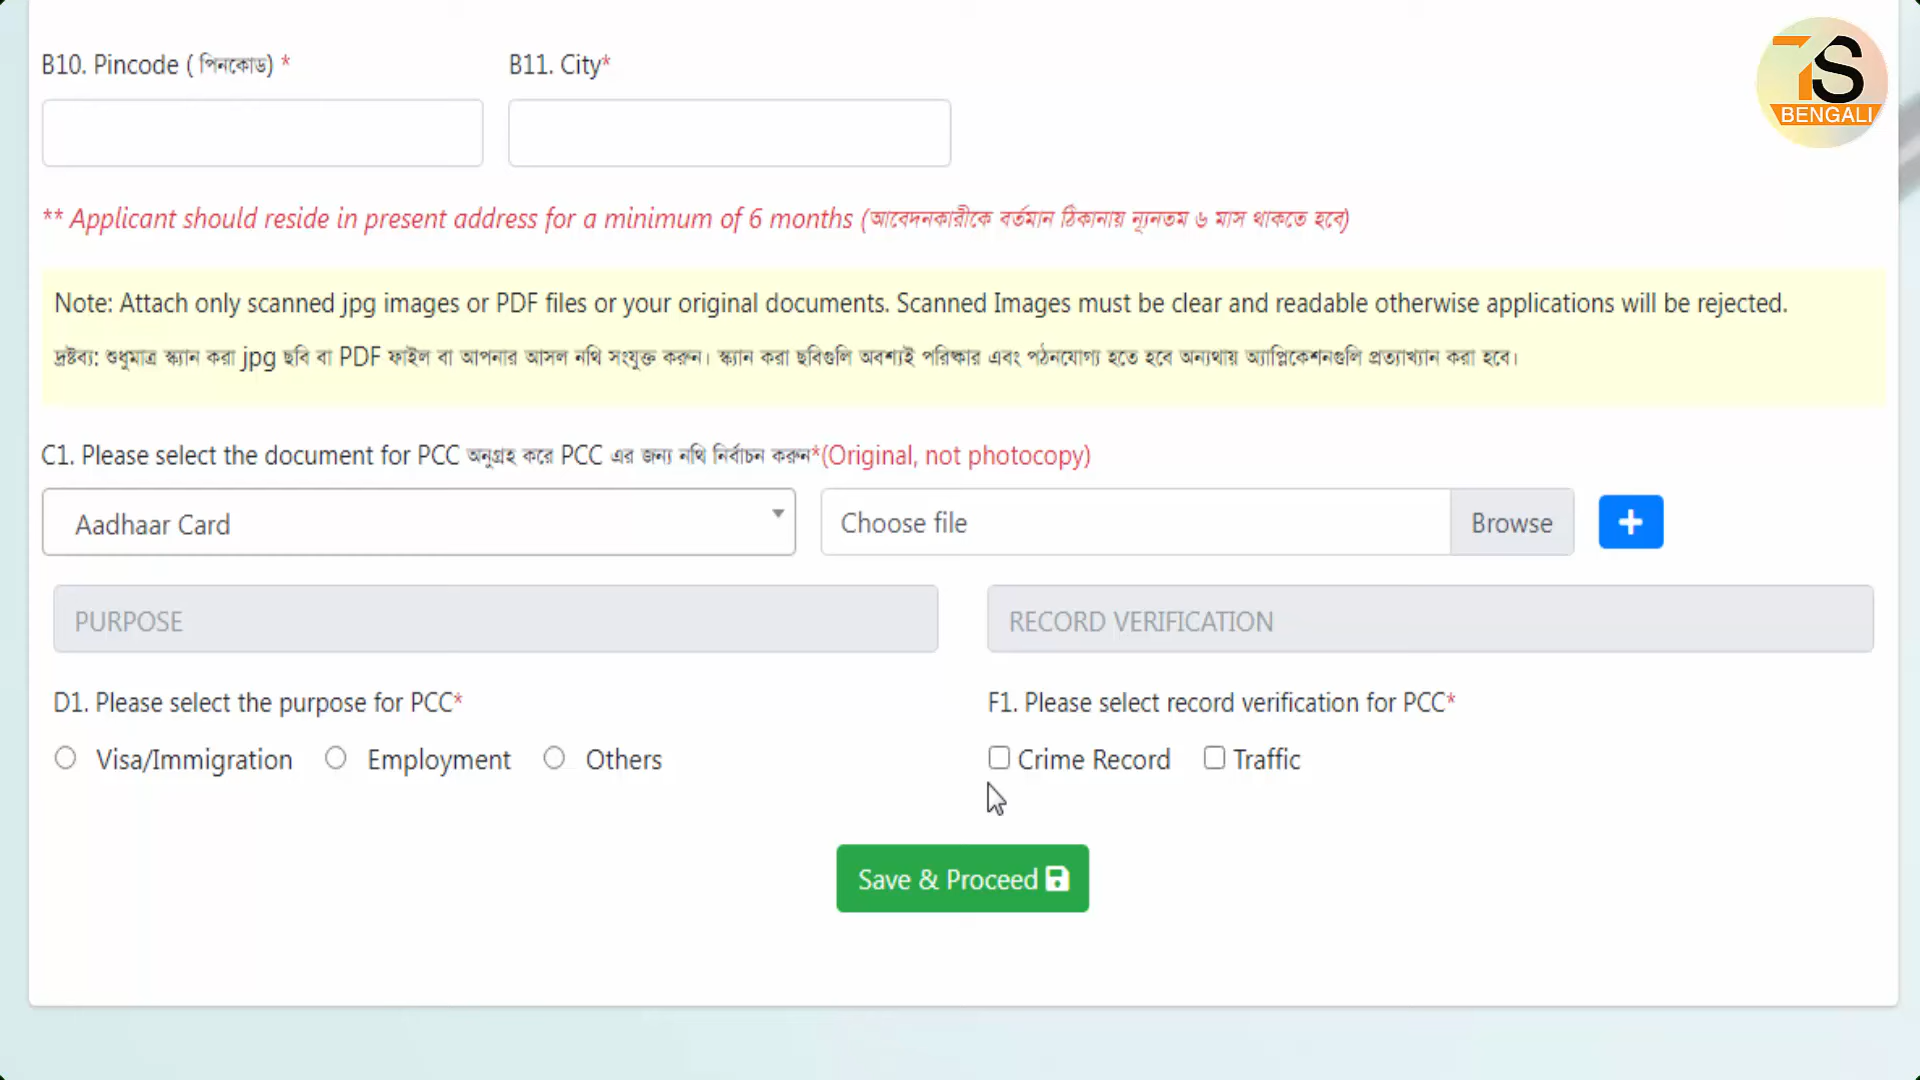 B10. Pincode ( পিনকোড) *
B11. City*
7S
BENGALI
** Applicant should reside in present address for a minimum of 6 months (আবেদনকারীকে বর্তমান ঠিকানায় ন্যূনতম ৬ মাস থাকতে হবে)
Note: Attach only scanned jpg images or PDF files or your original documents. Scanned Images must be clear and readable otherwise applications will be rejected.
দ্রষ্টব্য: শুধুমাত্র স্ক্যান করা jpg ছবি বা PDF ফাইল বা আপনার আসল নথি সংযুক্ত করুন। স্ক্যান করা ছবিগুলি অবশ্যই পরিষ্কার এবং পঠনযোগ্য হতে হবে অন্যথায় অ্যাপ্লিকেশনগুলি প্রত্যাখ্যান করা হবে।
C1. Please select the document for PCC অনুগ্রহ করে PCC এর জন্য নথি নির্বাচন করুন*(Original, not photocopy)
Aadhaar Card
Choose file
Browse
PURPOSE
RECORD VERIFICATION
D1. Please select the purpose for PCC*
F1. Please select record verification for PCC*
Visa/Immigration
Employment
Others
Crime Record
Traffic
Save & Proceed